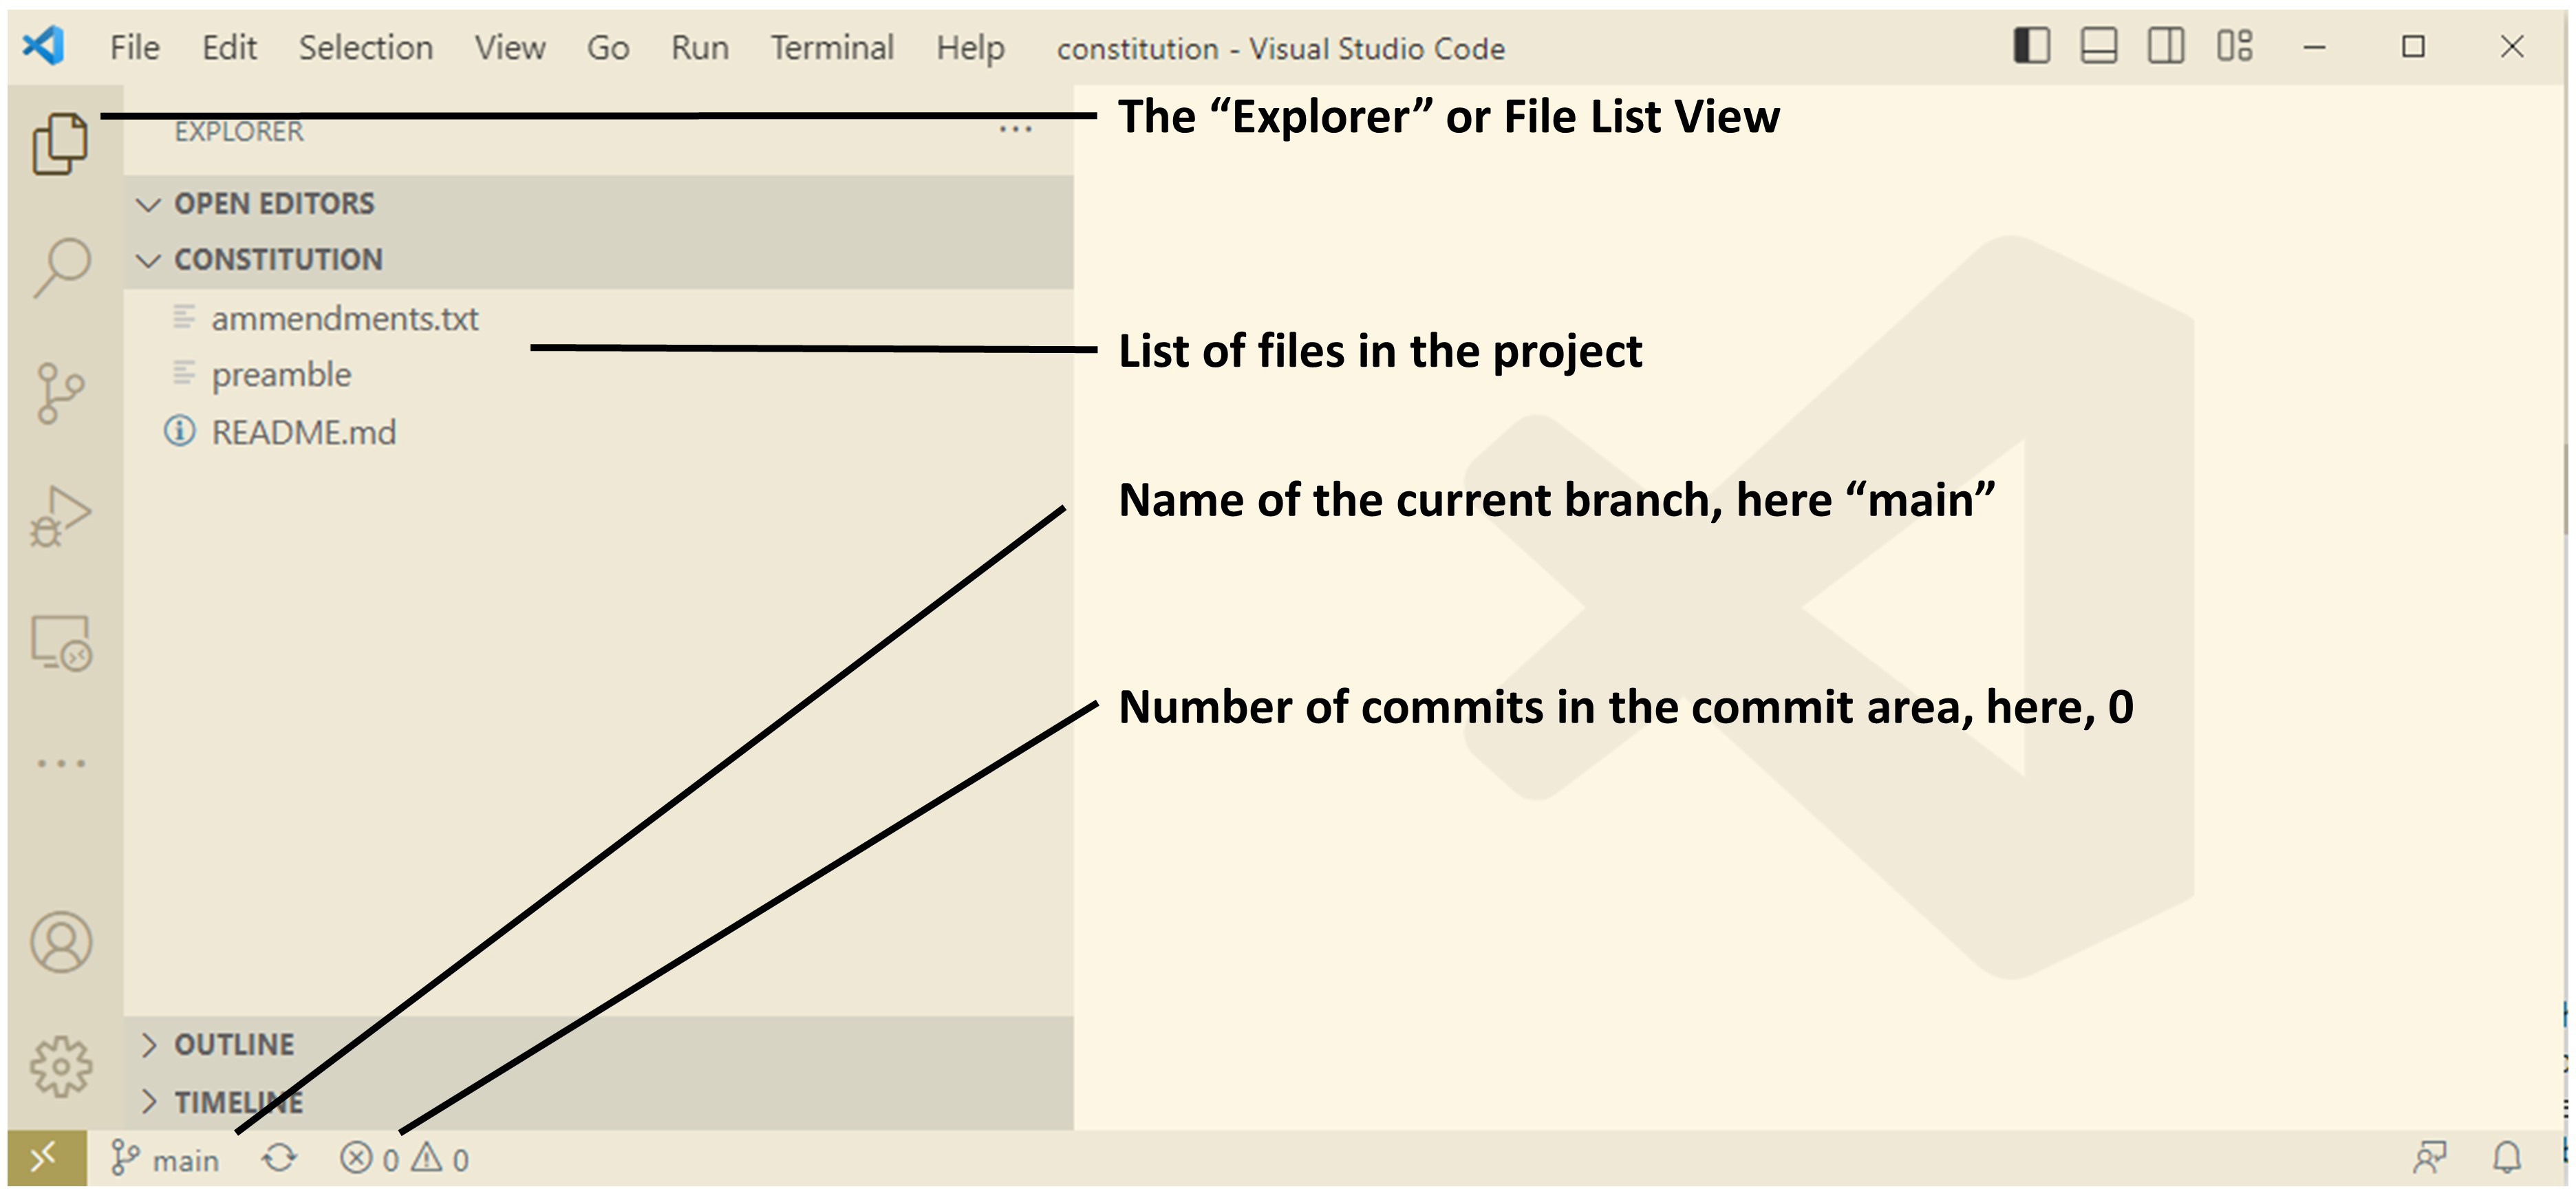 File Edit Selection View Go Run Terminal Help constitution - Visual Studio Code
EXPLORER
The “Explorer” or File List View
OPEN EDITORS
CONSTITUTION
ammendments.txt
List of files in the project
preamble
README.md
Name of the current branch, here “main”
Number of commits in the commit area, here, 0
OUTLINE
TIMELINE
main 0 0